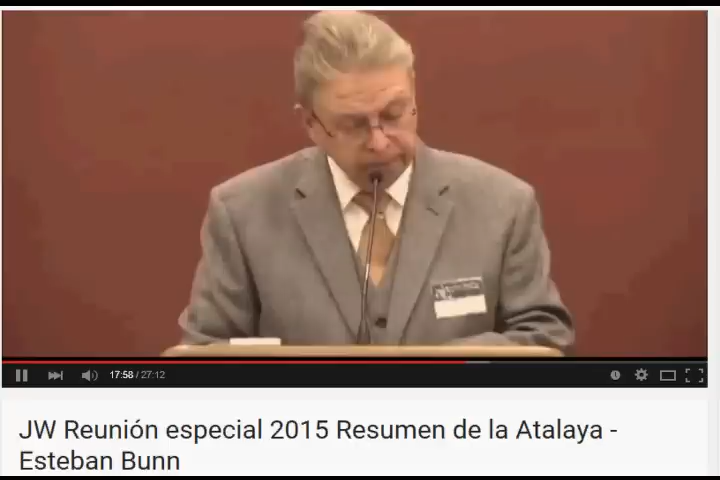 17:58 / 27:12
JW Reunión especial 2015 Resumen de la Atalaya -
Esteban Bunn